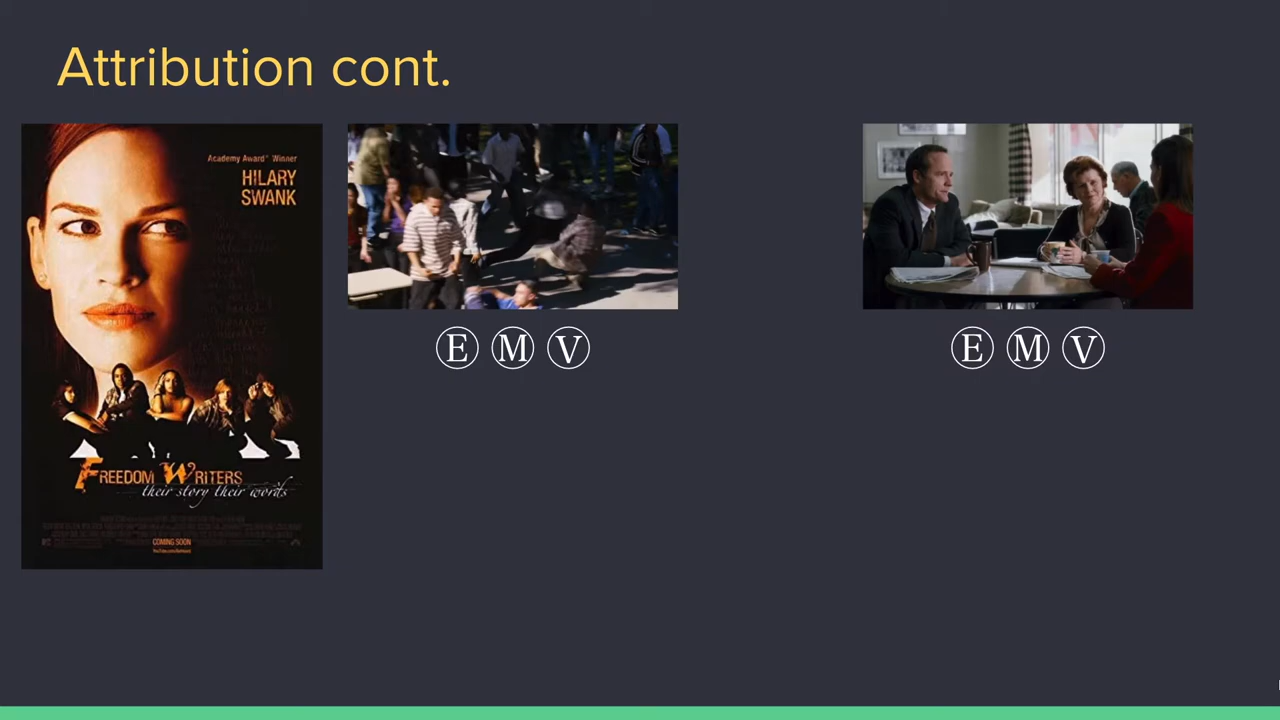 Attribution cont.
Academy Award® Winner
HILARY
SWANK
FREEDOM WRITERS
their story their words
COMING SOON
E M V
E M V